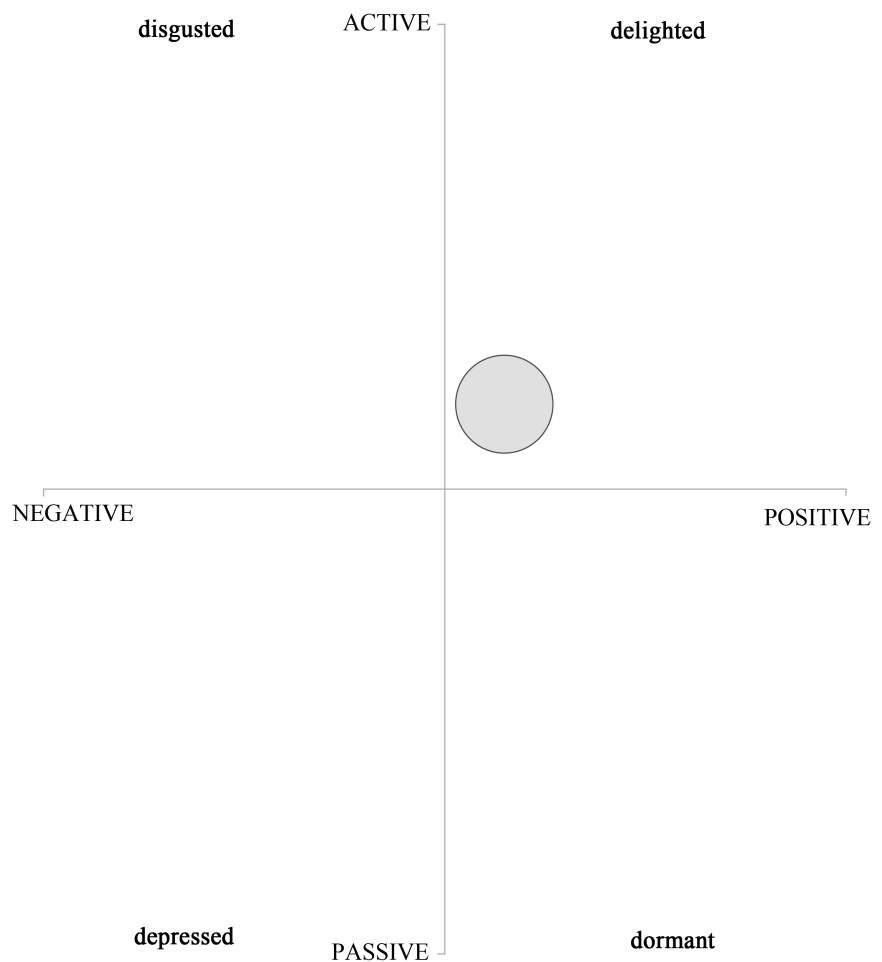 disgusted
ACTIVE
delighted
NEGATIVE
POSITIVE
depressed
PASSIVE
dormant